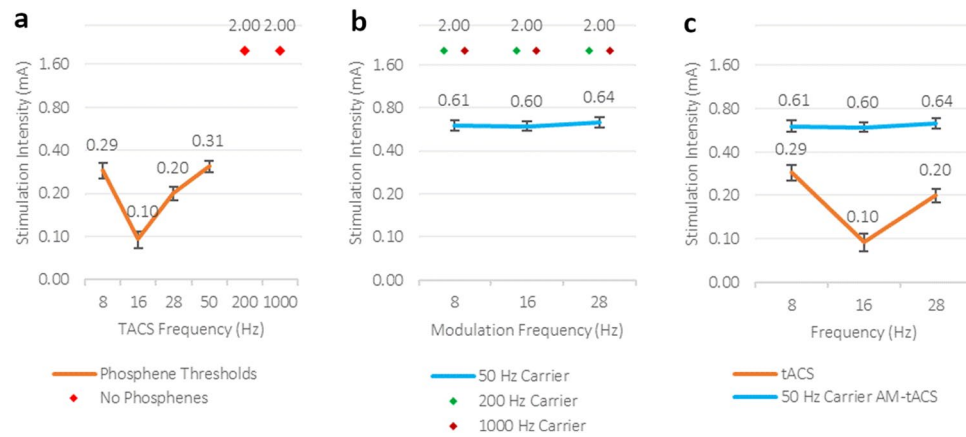 a
2.00 2.00
Stimulation Intensity (mA)
1.60
0.80
0.40
0.20
0.10
0.00
0.29
0.10
0.20
0.31
8 16 28 50 200 1000
TACS Frequency (Hz)
Phosphene Thresholds
No Phosphenes
b
2.00 2.00 2.00
Stimulation Intensity (mA)
1.60
0.80
0.40
0.20
0.10
0.00
0.61 0.60 0.64
8 16 28
Modulation Frequency (Hz)
50 Hz Carrier
200 Hz Carrier
1000 Hz Carrier
c
Stimulation Intensity (mA)
1.60
0.80
0.40
0.20
0.10
0.00
0.61 0.60 0.64
0.29
0.10
0.20
8 16 28
Frequency (Hz)
tACS
50 Hz Carrier AM-tACS